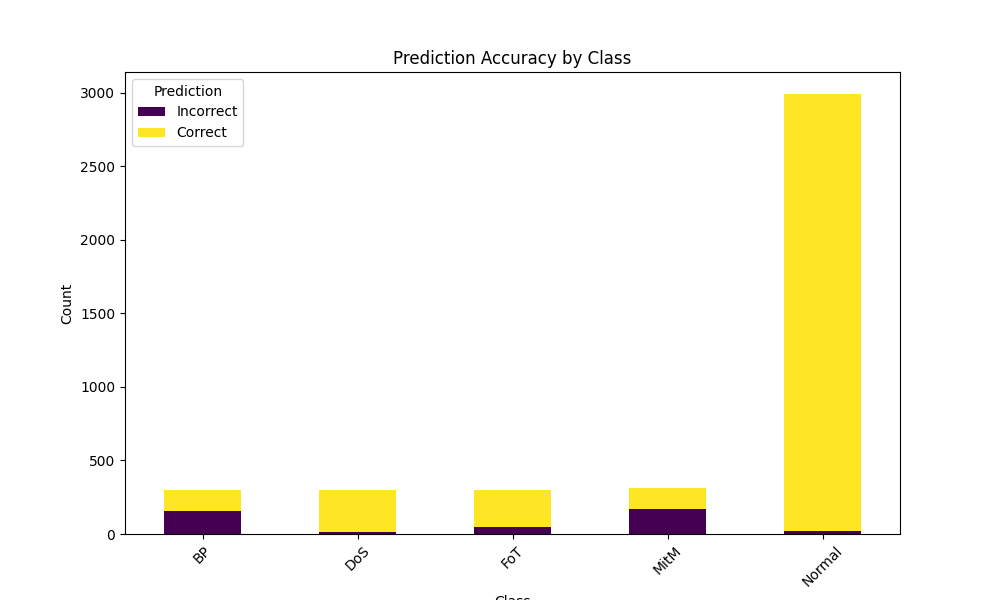 Prediction Accuracy by Class
Prediction
Incorrect
Correct
3000
2500
2000
1500
1000
500
0
Count
BP
DoS
FoT
MitM
Normal
Class